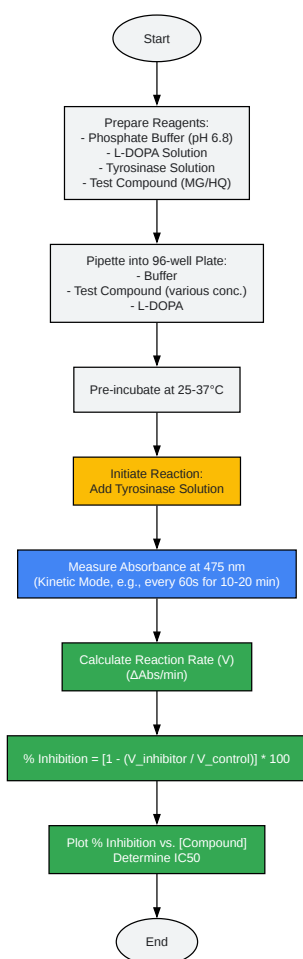 Start
Prepare Reagents:
- Phosphate Buffer (pH 6.8)
- L-DOPA Solution
- Tyrosinase Solution
- Test Compound (MG/HQ)
Pipette into 96-well Plate:
- Buffer
- Test Compound (various conc.)
- L-DOPA
Pre-incubate at 25-37°C
Initiate Reaction:
Add Tyrosinase Solution
Measure Absorbance at 475 nm
(Kinetic Mode, e.g., every 60s for 10-20 min)
Calculate Reaction Rate (V)
(ΔAbs/min)
% Inhibition = [1 - (V_inhibitor / V_control)] * 100
Plot % Inhibition vs. [Compound]
Determine IC50
End